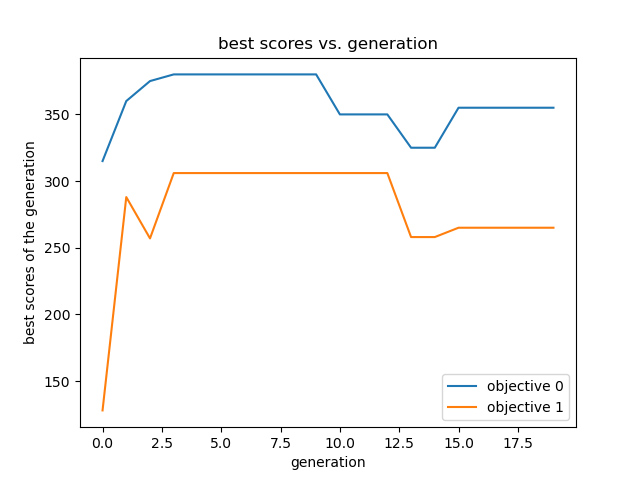 best scores vs. generation
best scores of the generation
350
300
250
200
150
0.0 2.5 5.0 7.5 10.0 12.5 15.0 17.5
generation
objective 0
objective 1